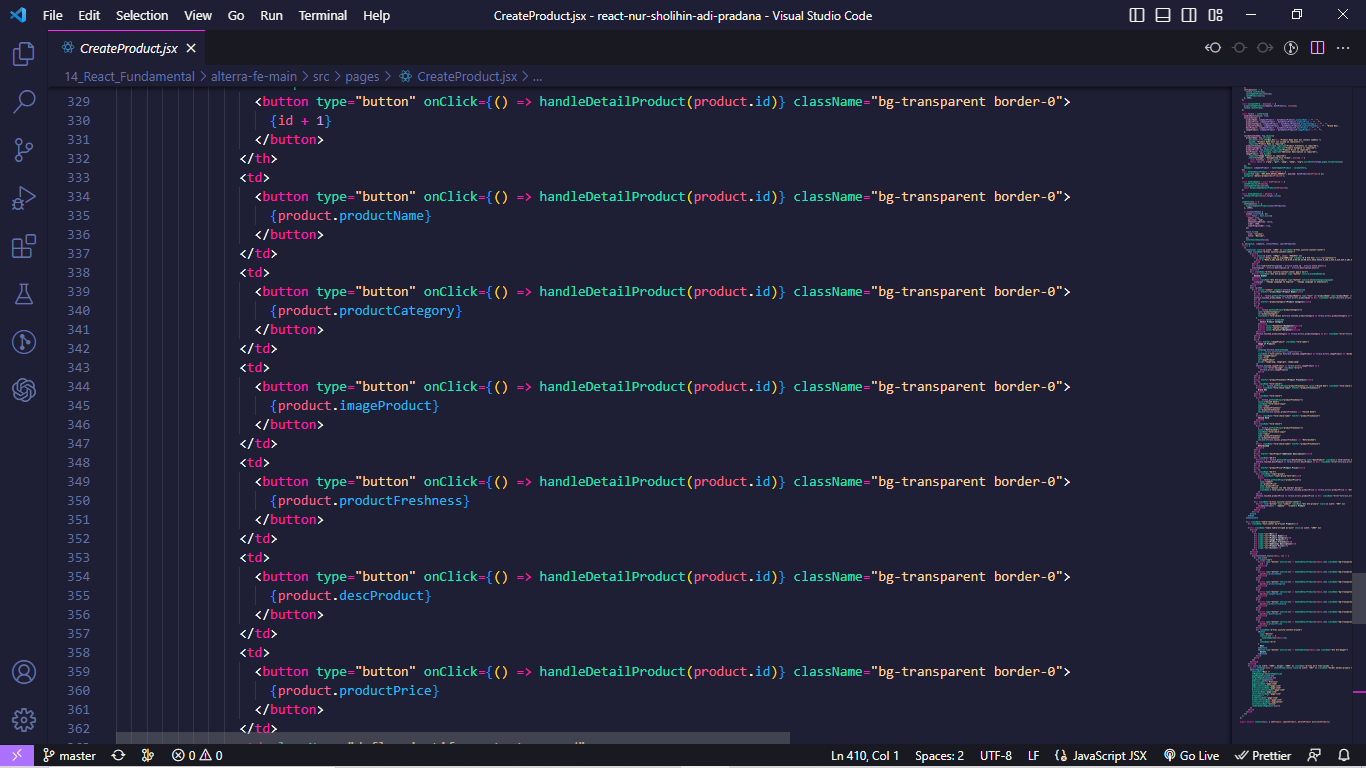 File Edit Selection View Go Run Terminal Help CreateProduct.jsx - react-nur-sholihin-adi-pradana - Visual Studio Code
CreateProduct.jsx
14_React_Fundamental > alterra-fe-main > src > pages > CreateProduct.jsx > ...
329 <button type="button" onClick={() => handleDetailProduct(product.id)} className="bg-transparent border-0">
330 {id + 1}
331 </button>
332 </th>
333 <td>
334 <button type="button" onClick={() => handleDetailProduct(product.id)} className="bg-transparent border-0">
335 {product.productName}
336 </button>
337 </td>
338 <td>
339 <button type="button" onClick={() => handleDetailProduct(product.id)} className="bg-transparent border-0">
340 {product.productCategory}
341 </button>
342 </td>
343 <td>
344 <button type="button" onClick={() => handleDetailProduct(product.id)} className="bg-transparent border-0">
345 {product.imageProduct}
346 </button>
347 </td>
348 <td>
349 <button type="button" onClick={() => handleDetailProduct(product.id)} className="bg-transparent border-0">
350 {product.productFreshness}
351 </button>
352 </td>
353 <td>
354 <button type="button" onClick={() => handleDetailProduct(product.id)} className="bg-transparent border-0">
355 {product.descProduct}
356 </button>
357 </td>
358 <td>
359 <button type="button" onClick={() => handleDetailProduct(product.id)} className="bg-transparent border-0">
360 {product.productPrice}
361 </button>
362 </td>
master 0 0 Ln 410, Col 1 Spaces: 2 UTF-8 LF {} JavaScript JSX Go Live Prettier